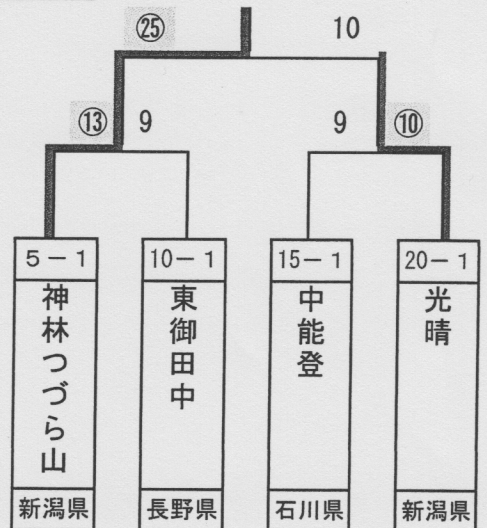 ㉕ 10
⑬ 9 9 ⑩
5-1 10-1 15-1 20-1
神林つづら山
東御田中
中能登
光晴
新潟県 長野県 石川県 新潟県